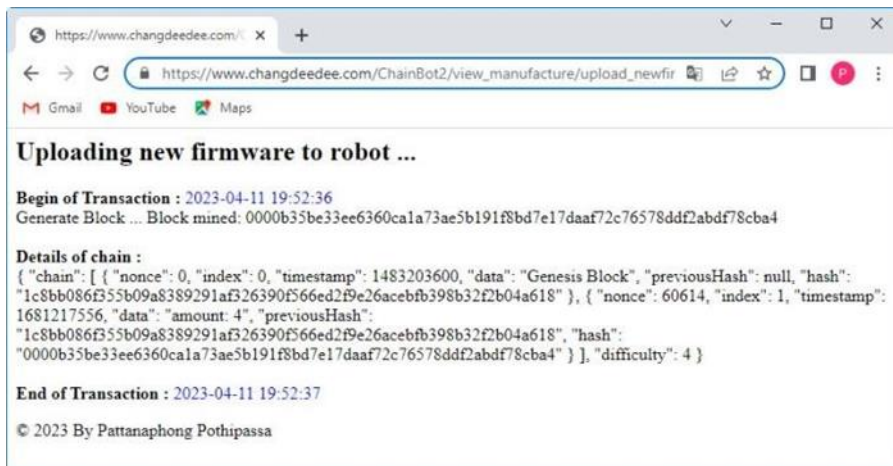 https://www.changdeedee.com/C
https://www.changdeedee.com/ChainBot2/view_manufacture/upload_newfir
P
Gmail YouTube Maps
Uploading new firmware to robot ...
Begin of Transaction : 2023-04-11 19:52:36
Generate Block ... Block mined: 0000b35be33ee6360ca1a73ae5b191f8bd7e17daaf72c76578ddf2abdf78cba4
Details of chain :
{ "chain": [ { "nonce": 0, "index": 0, "timestamp": 1483203600, "data": "Genesis Block", "previousHash": null, "hash":
"1c8bb086f355b09a8389291af326390f566ed2f9e26acebfb398b32f2b04a618" }, { "nonce": 60614, "index": 1, "timestamp":
1681217556, "data": "amount: 4", "previousHash":
"1c8bb086f355b09a8389291af326390f566ed2f9e26acebfb398b32f2b04a618", "hash":
"0000b35be33ee6360ca1a73ae5b191f8bd7e17daaf72c76578ddf2abdf78cba4" } ], "difficulty": 4 }
End of Transaction : 2023-04-11 19:52:37
© 2023 By Pattanaphong Pothipassa